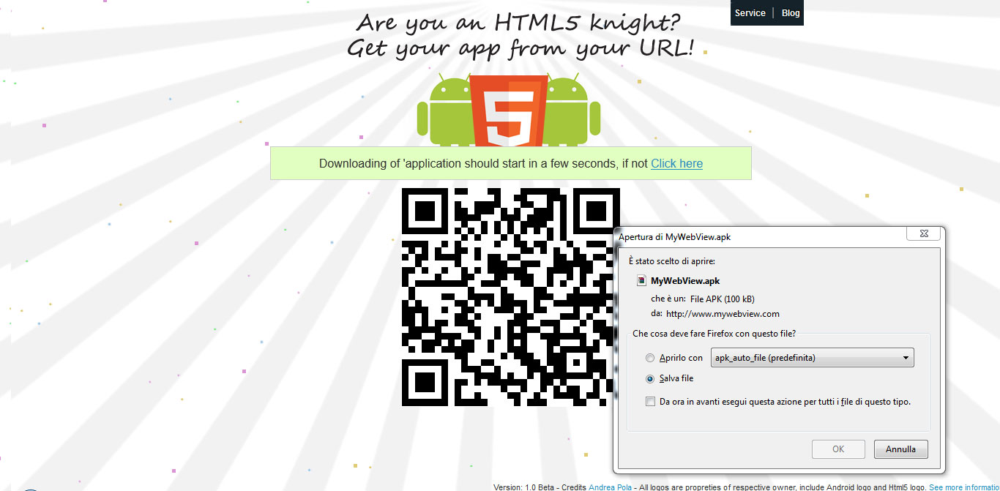 Service | Blog
Are you an HTML5 knight?
Get your app from your URL!
5
Downloading of 'application should start in a few seconds, if not Click here
Apertura di MyWebView.apk
È stato scelto di aprire:
MyWebView.apk
che è un: File APK (100 kB)
da: http://www.mywebview.com
Che cosa deve fare Firefox con questo file?
Aprirlo con apk_auto_file (predefinita)
Salva file
Da ora in avanti esegui questa azione per tutti i file di questo tipo.
OK Annulla
Version: 1.0 Beta - Credits Andrea Pola - All logos are propreties of respective owner, include Android logo and Html5 logo. See more informatio